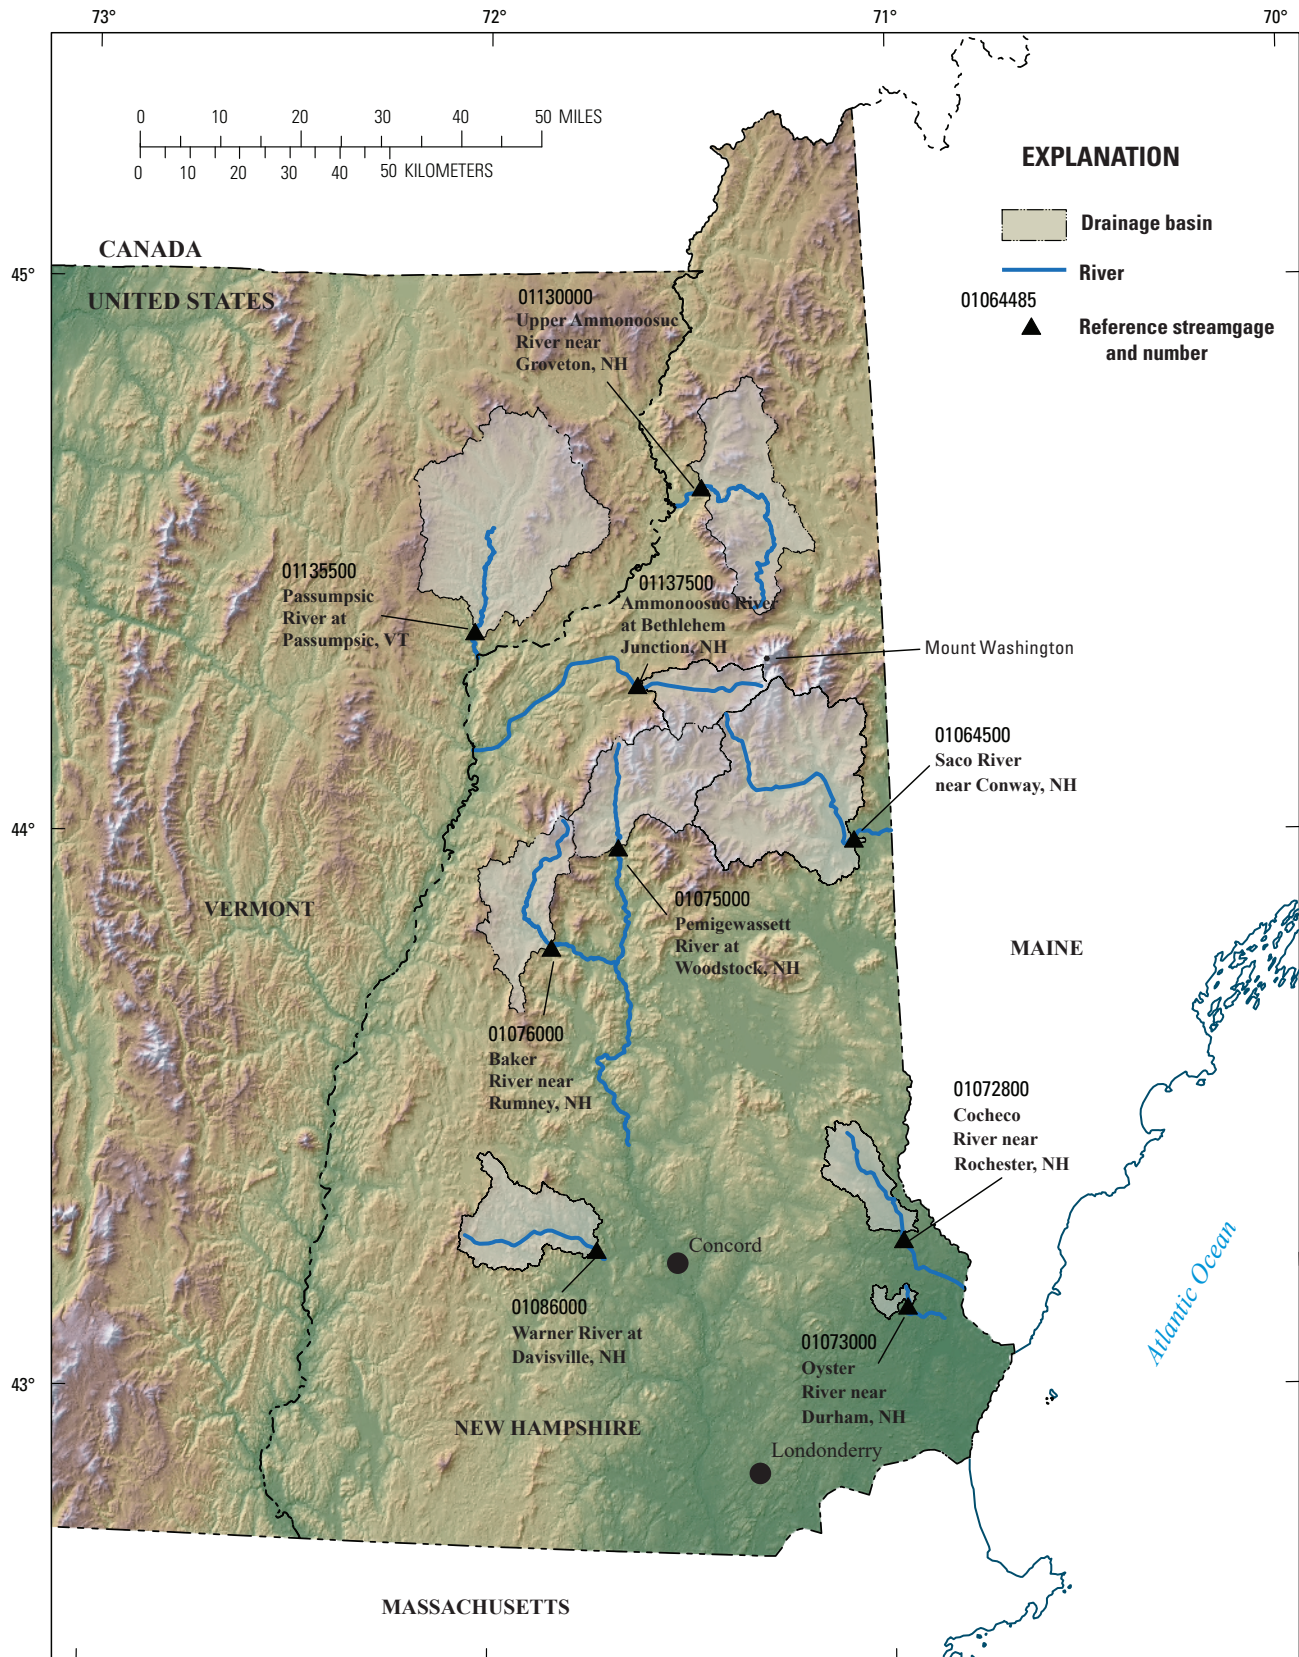 73°
72°
71°
70°
0
10
20
30
40
50 MILES
0
10
20
30
40
50 KILOMETERS
EXPLANATION
Drainage basin
River
01064485
Reference streamgage
and number
CANADA
UNITED STATES
45°
01130000
Upper Ammonoosuc
River near
Groveton, NH
01135500
Passumpsic
River at
Passumpsic, VT
01137500
Ammonoosuc River
at Bethlehem
Junction, NH
Mount Washington
01064500
Saco River
near Conway, NH
44°
VERMONT
01075000
Pemigewassett
River at
Woodstock, NH
MAINE
01076000
Baker
River near
Rumney, NH
01072800
Cocheco
River near
Rochester, NH
Concord
Atlantic Ocean
01086000
Warner River at
Davisville, NH
01073000
Oyster
River near
Durham, NH
43°
NEW HAMPSHIRE
Londonderry
MASSACHUSETTS